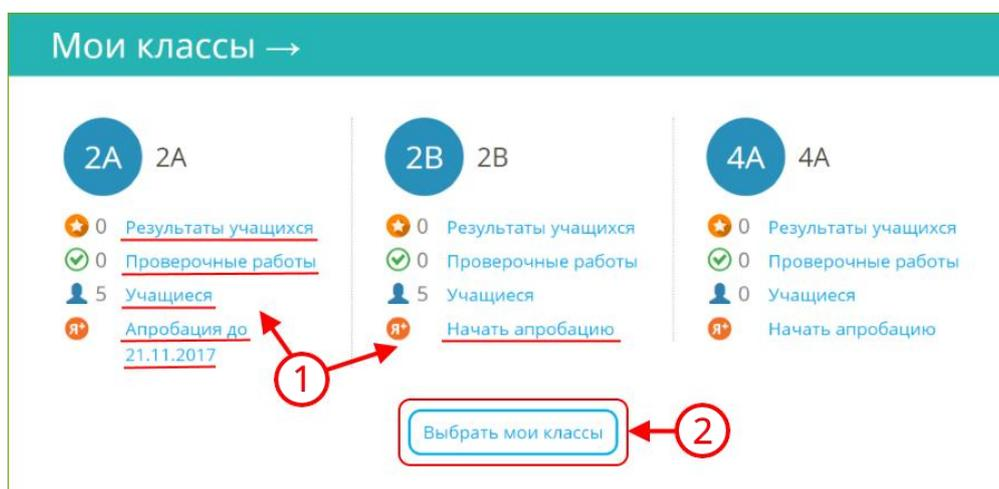 Мои классы →
2А 2А
0 Результаты учащихся
0 Проверочные работы
5 Учащиеся
Я+ Апробация до
21.11.2017
2В 2В
0 Результаты учащихся
0 Проверочные работы
5 Учащиеся
Я+ Начать апробацию
4А 4А
0 Результаты учащихся
0 Проверочные работы
0 Учащиеся
Я+ Начать апробацию
1
Выбрать мои классы
2